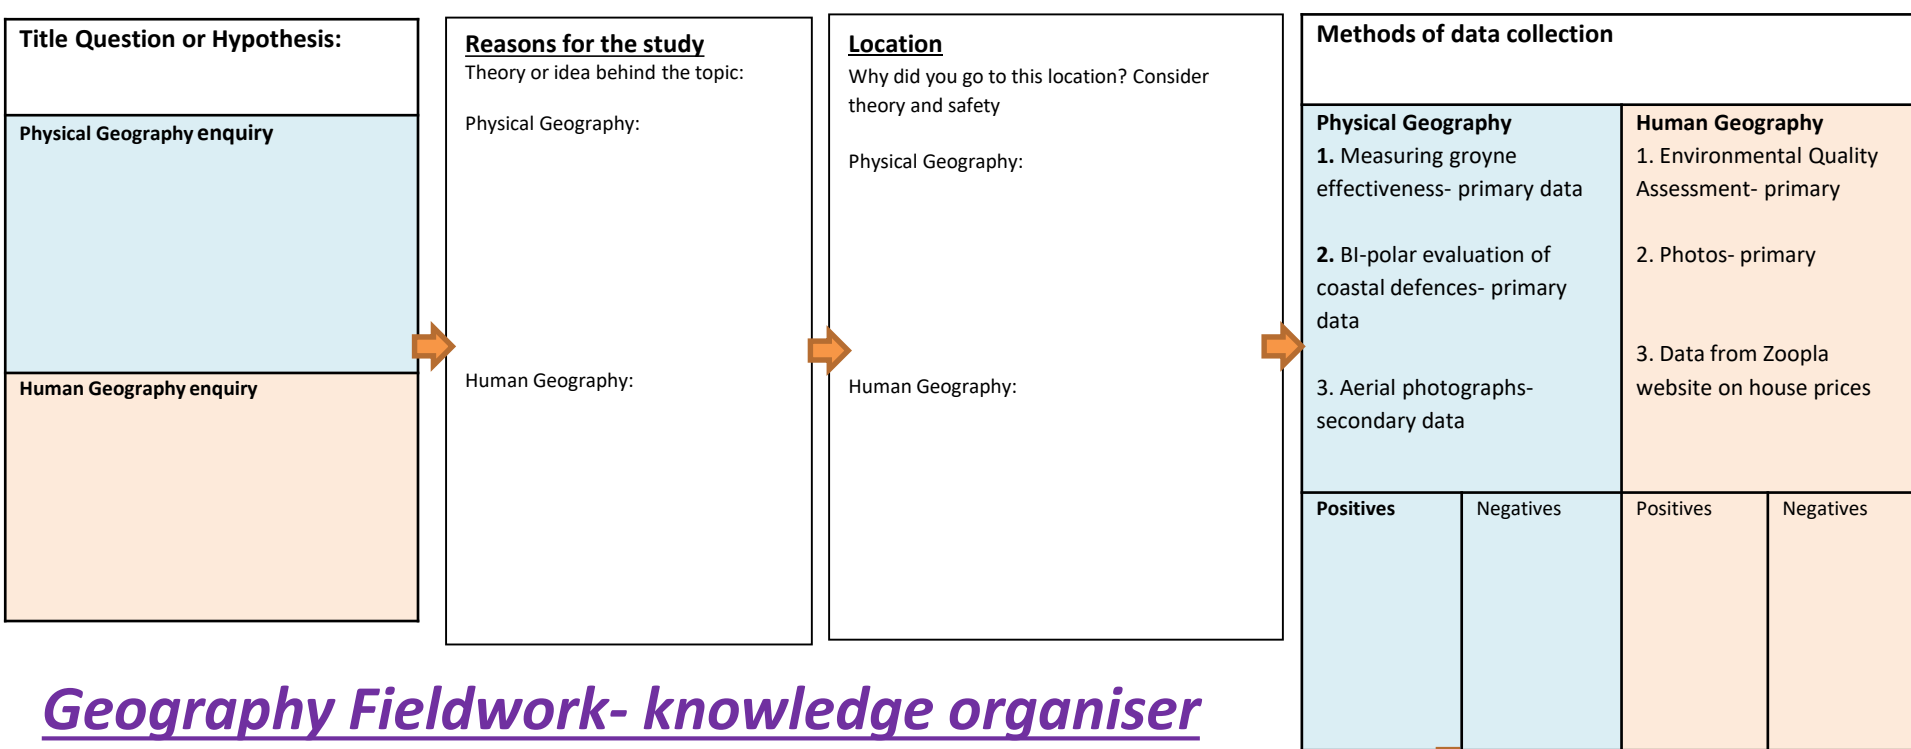 Title Question or Hypothesis:
Physical Geography enquiry
Human Geography enquiry
Reasons for the study
Theory or idea behind the topic:
Physical Geography:
Human Geography:
Location
Why did you go to this location? Consider
theory and safety
Physical Geography:
Human Geography:
Methods of data collection
Physical Geography
1. Measuring groyne
effectiveness- primary data
2. BI-polar evaluation of
coastal defences- primary
data
3. Aerial photographs-
secondary data
Human Geography
1. Environmental Quality
Assessment- primary
2. Photos- primary
3. Data from Zoopla
website on house prices
Positives
Negatives
Positives
Negatives
Geography Fieldwork- knowledge organiser